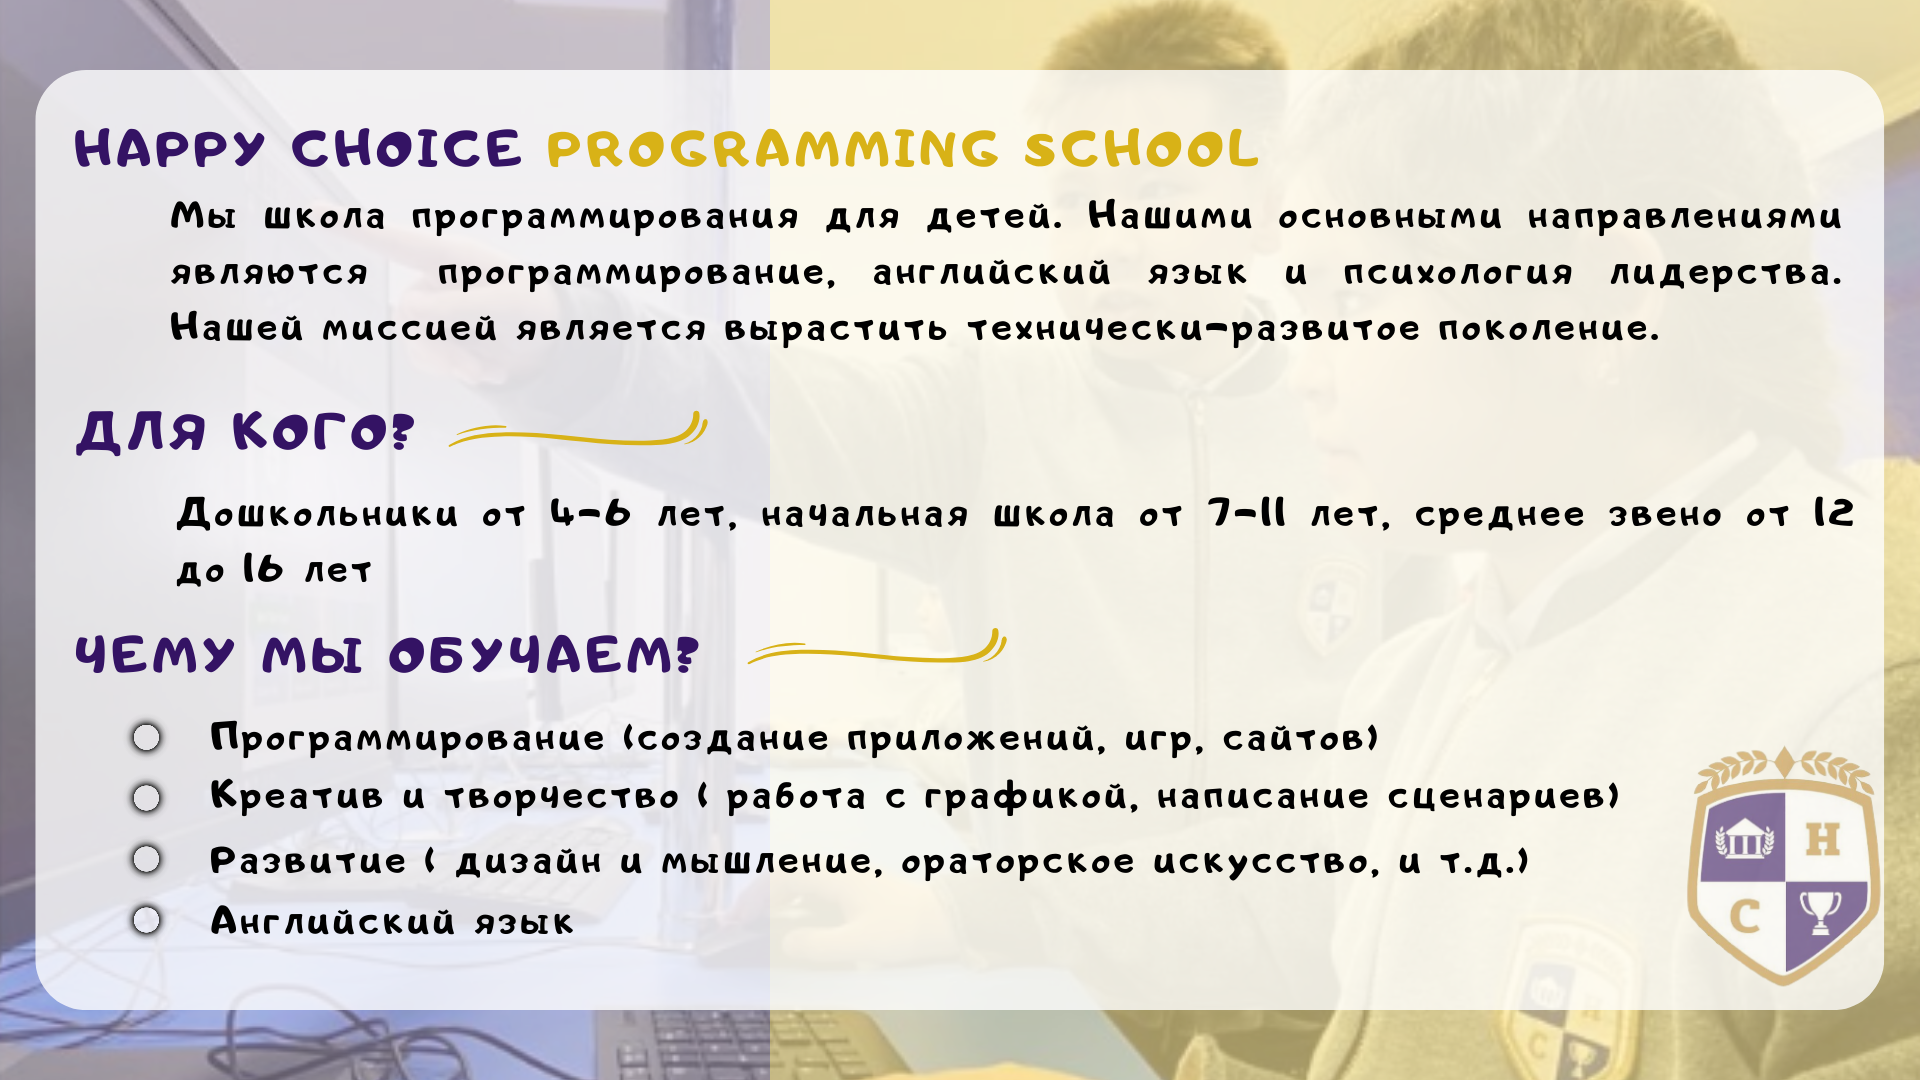 HAPPY CHOICE PROGRAMMING SCHOOL
Мы школа программирования для детей. Нашими основными направлениями
являются программирование, английский язык и психология лидерства.
Нашей миссией является вырастить технически-развитое поколение.
ДЛЯ КОГО?
Дошкольники от 4-6 лет, начальная школа от 7-11 лет, среднее звено от 12
до 16 лет
ЧЕМУ МЫ ОБУЧАЕМ?
Программирование (создание приложений, игр, сайтов)
Креатив и творчество ( работа с графикой, написание сценариев)
Развитие ( дизайн и мышление, ораторское искусство, и т.д.)
Английский язык
H
C
H
C